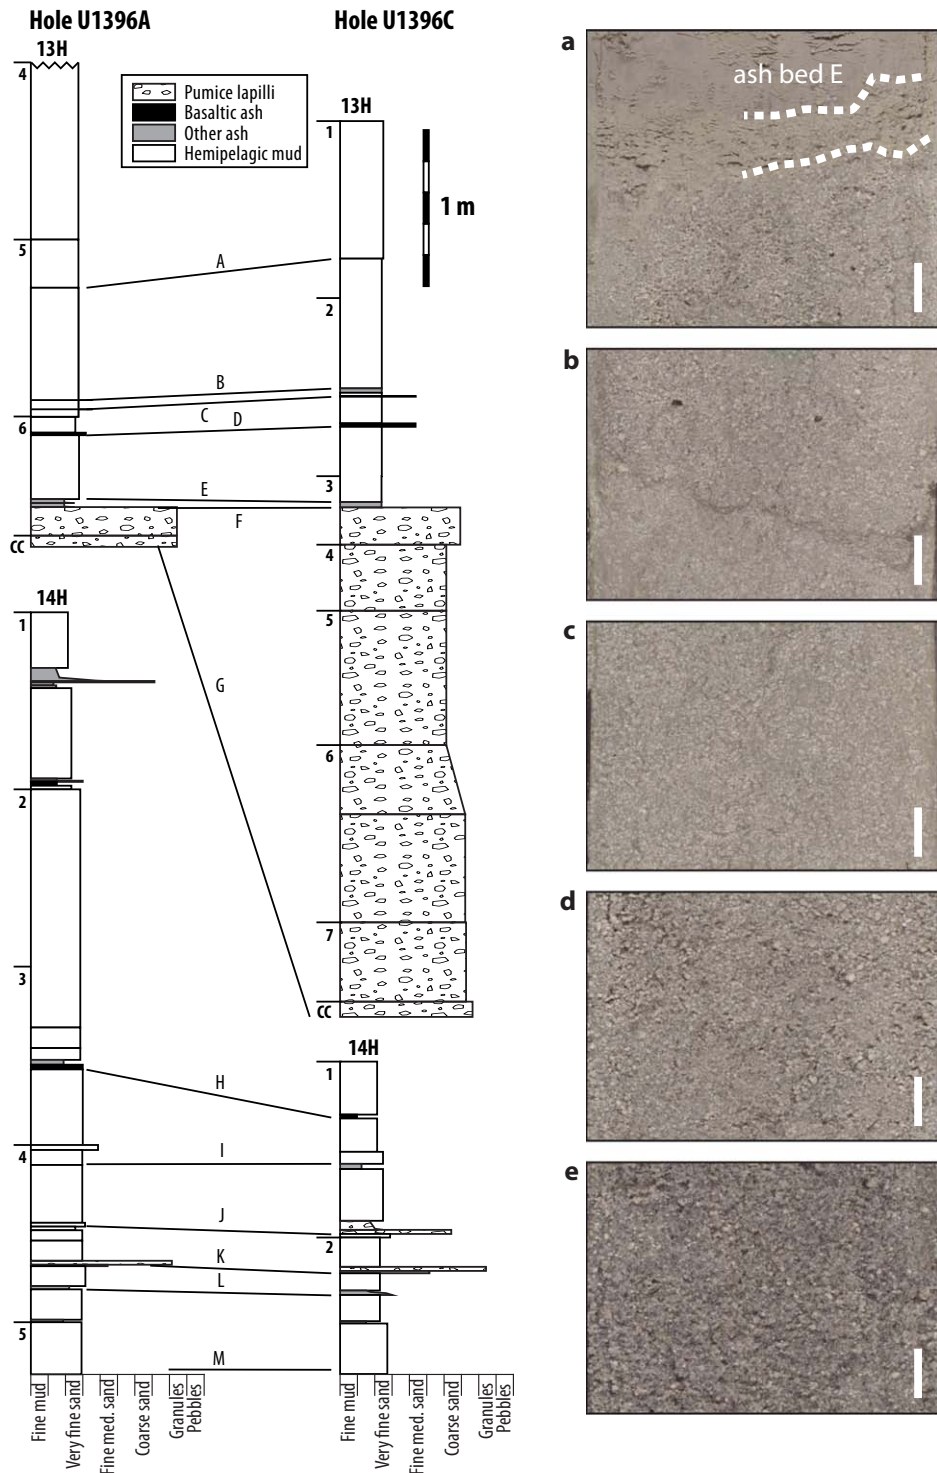 Hole U1396A
13H
4
5
6
CC
14H
1
2
3
4
5
Pumice lapilli
Basaltic ash
Other ash
Hemipelagic mud
Hole U1396C
13H
1
2
3
4
5
6
7
CC
1 m
14H
1
2
A
B
C
D
E
F
G
H
I
J
K
L
M
Fine mud
Very fine sand
Fine med. sand
Coarse sand
Granules
Pebbles
Fine mud
Very fine sand
Fine med. sand
Coarse sand
Granules
Pebbles
a
ash bed E
b
c
d
e